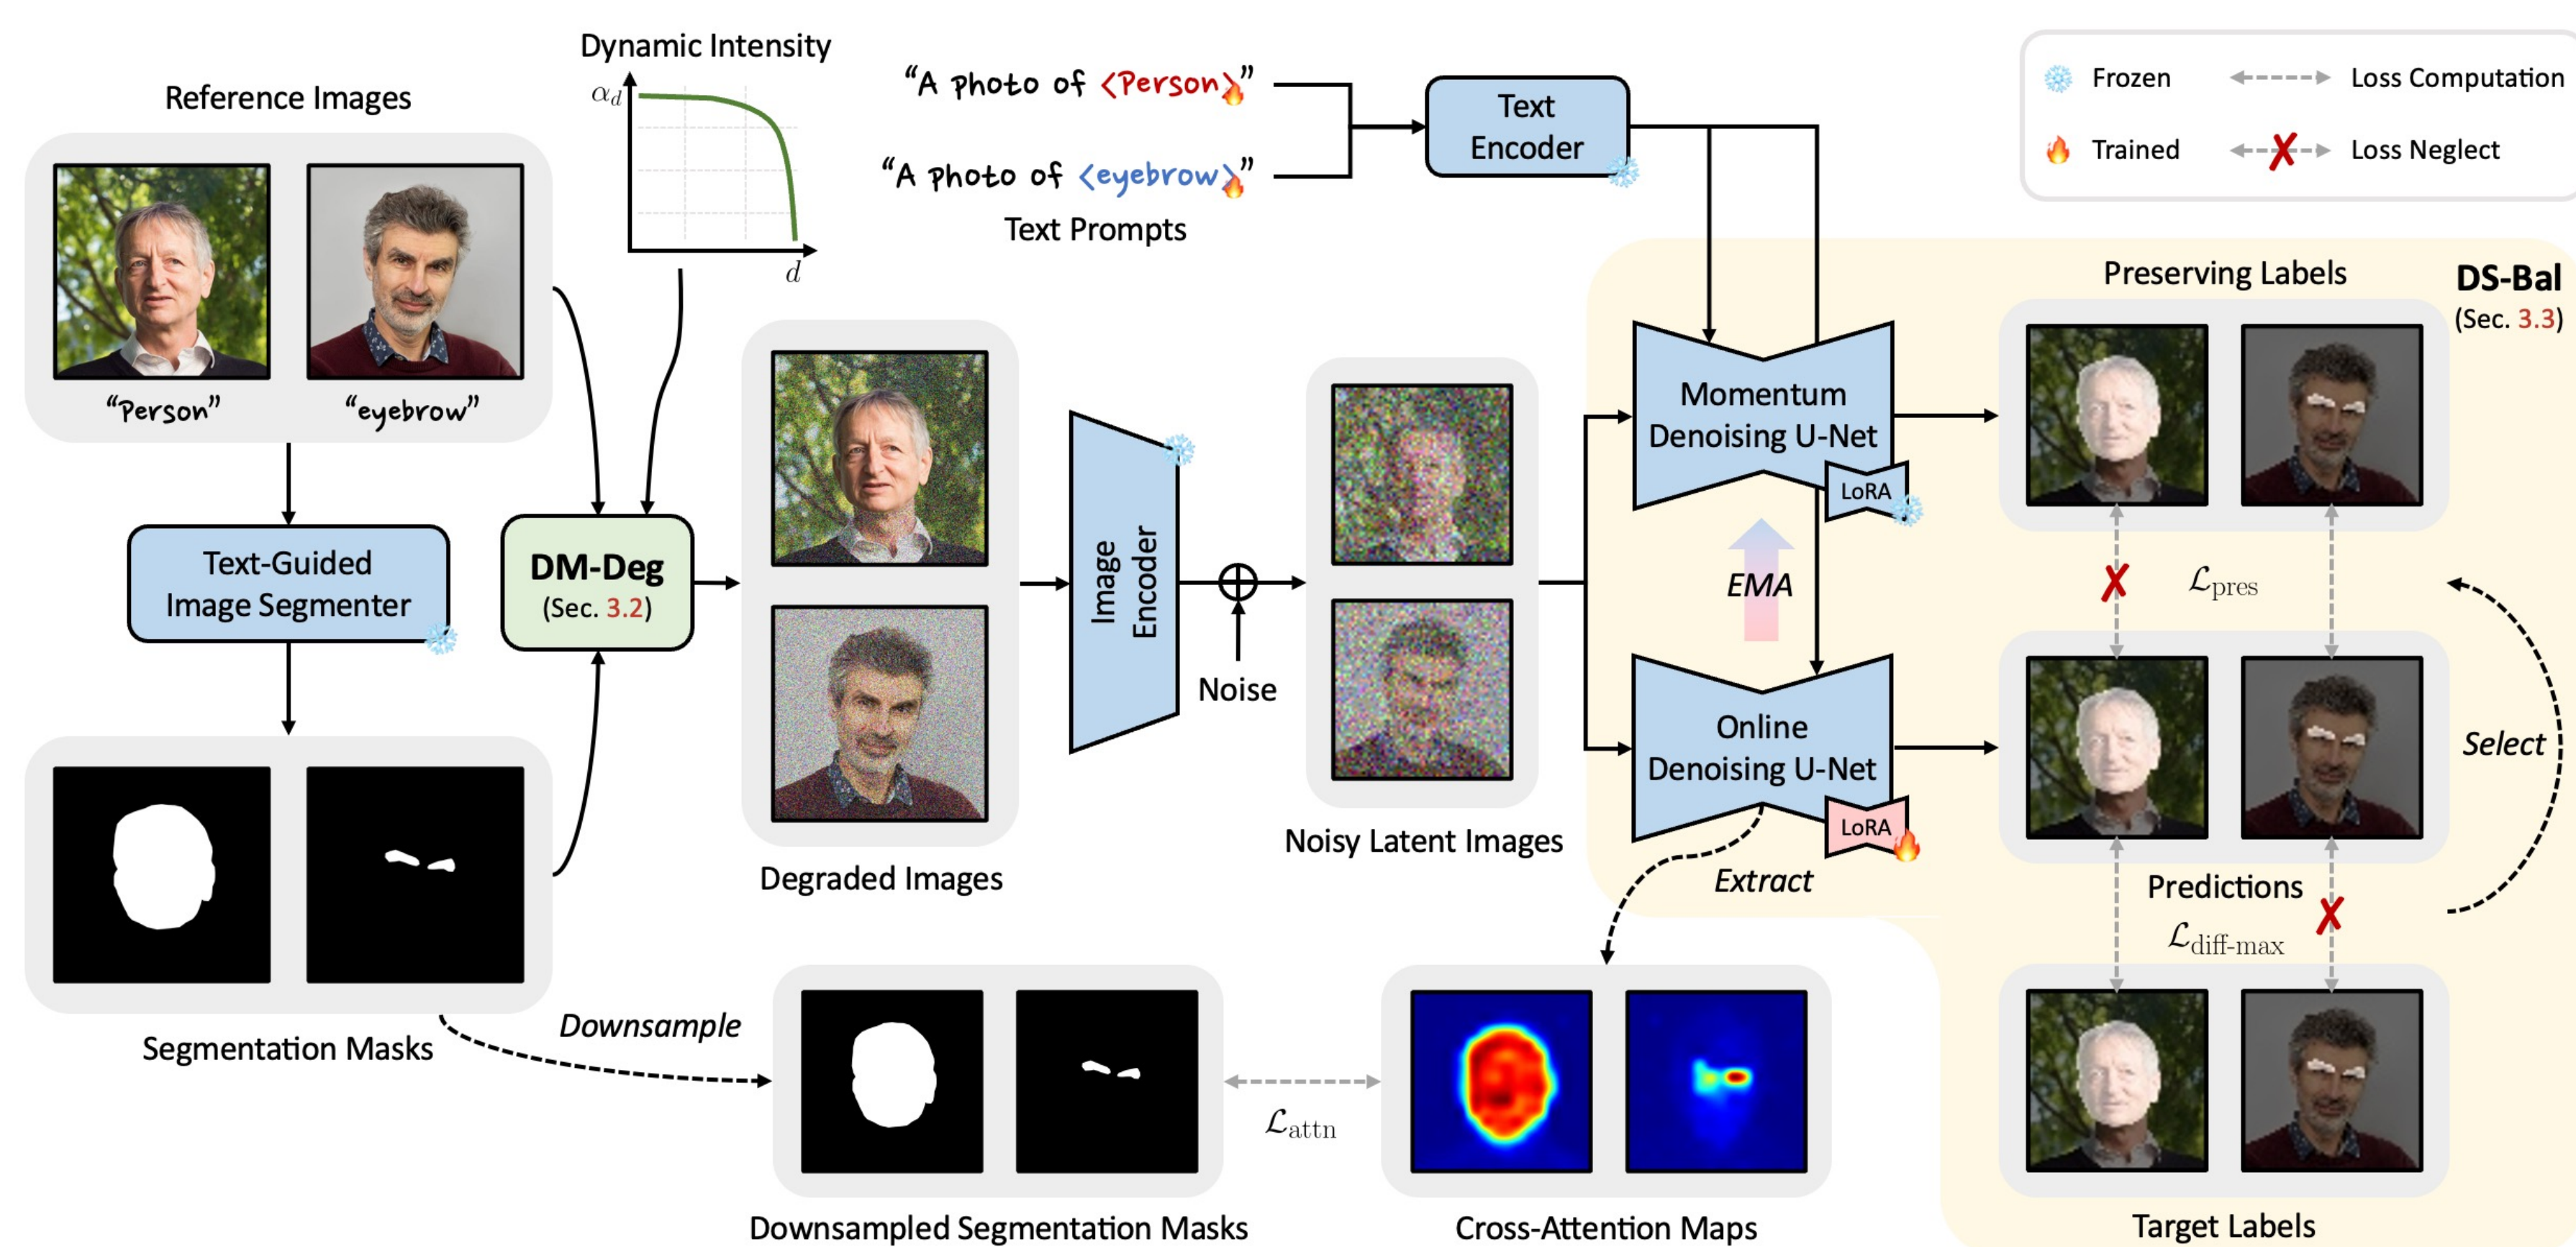 Reference Images
“Person”
“eyebrow”
Dynamic Intensity
α_d
d
“A photo of <Person>”
“A photo of <eyebrow>”
Text Prompts
Text
Encoder
Frozen
Loss Computation
Trained
Loss Neglect
Text-Guided
Image Segmenter
DM-Deg
(Sec. 3.2)
Segmentation Masks
Degraded Images
Image
Encoder
Noise
Noisy Latent Images
Momentum
Denoising U-Net
LoRA
EMA
Online
Denoising U-Net
LoRA
Extract
Preserving Labels
DS-Bal
(Sec. 3.3)
ℒ_pres
Select
Predictions
ℒ_diff-max
Target Labels
Downsample
Downsampled Segmentation Masks
ℒ_attn
Cross-Attention Maps